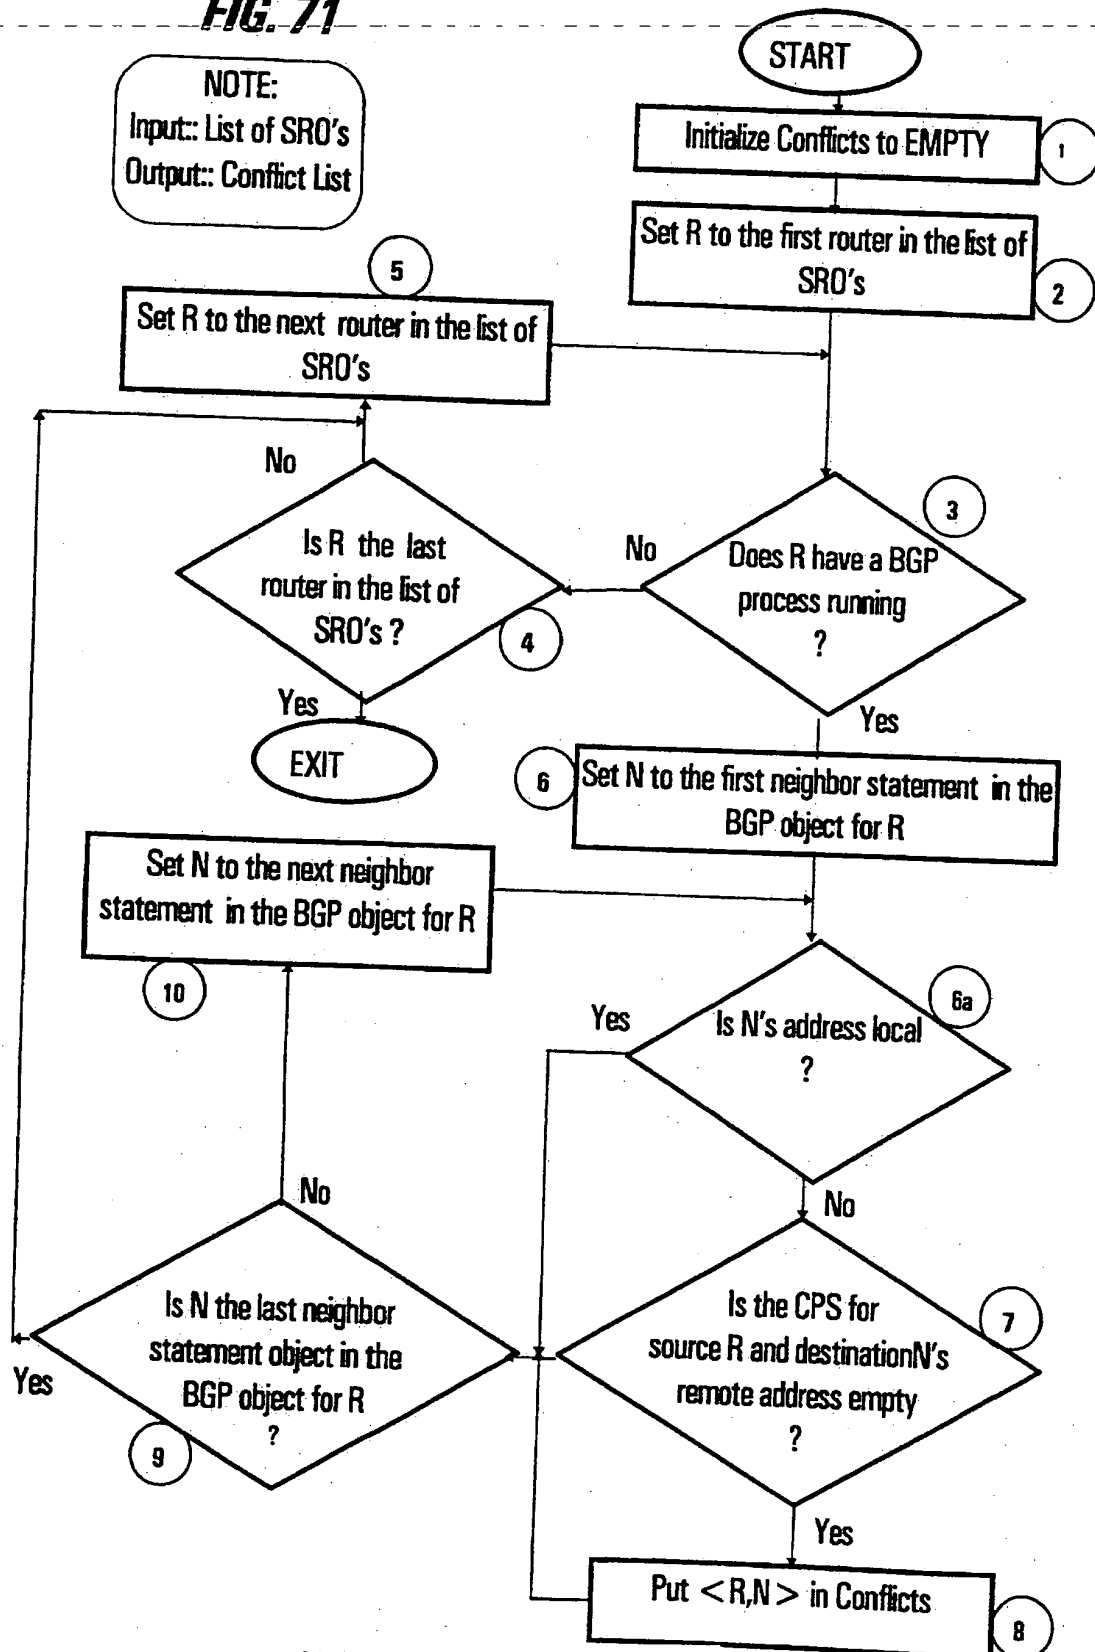 FIG. 71
START
NOTE:
Input:: List of SRO's
Output:: Conflict List
Initialize Conflicts to EMPTY
1
Set R to the first router in the list of
SRO's
2
5
Set R to the next router in the list of
SRO's
No
Is R the last
router in the list of
SRO's ?
4
Yes
EXIT
No
3
Does R have a BGP
process running
?
Yes
6
Set N to the first neighbor statement in the
BGP object for R
Set N to the next neighbor
statement in the BGP object for R
10
6a
Yes
Is N's address local
?
No
No
Is N the last neighbor
statement object in the
BGP object for R
?
Yes
9
7
Is the CPS for
source R and destinationN's
remote address empty
?
Yes
Put <R,N> in Conflicts
8